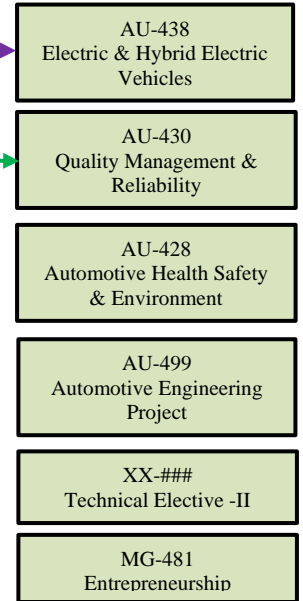 AU-438
Electric & Hybrid Electric
Vehicles
AU-430
Quality Management &
Reliability
AU-428
Automotive Health Safety
& Environment
AU-499
Automotive Engineering
Project
XX-###
Technical Elective -II
MG-481
Entrepreneurship